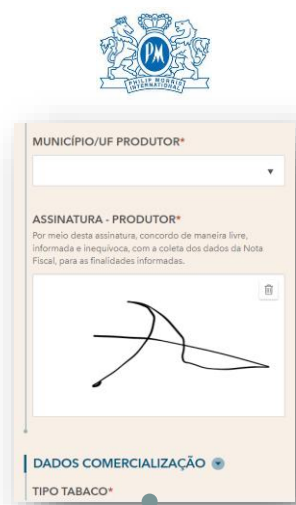 PM
PHILIP MORRIS
INTERNATIONAL
MUNICÍPIO/UF PRODUTOR*
ASSINATURA - PRODUTOR*
Por meio desta assinatura, concordo de maneira livre,
informada e inequívoca, com a coleta dos dados da Nota
Fiscal, para as finalidades informadas.
DADOS COMERCIALIZAÇÃO
TIPO TABACO*